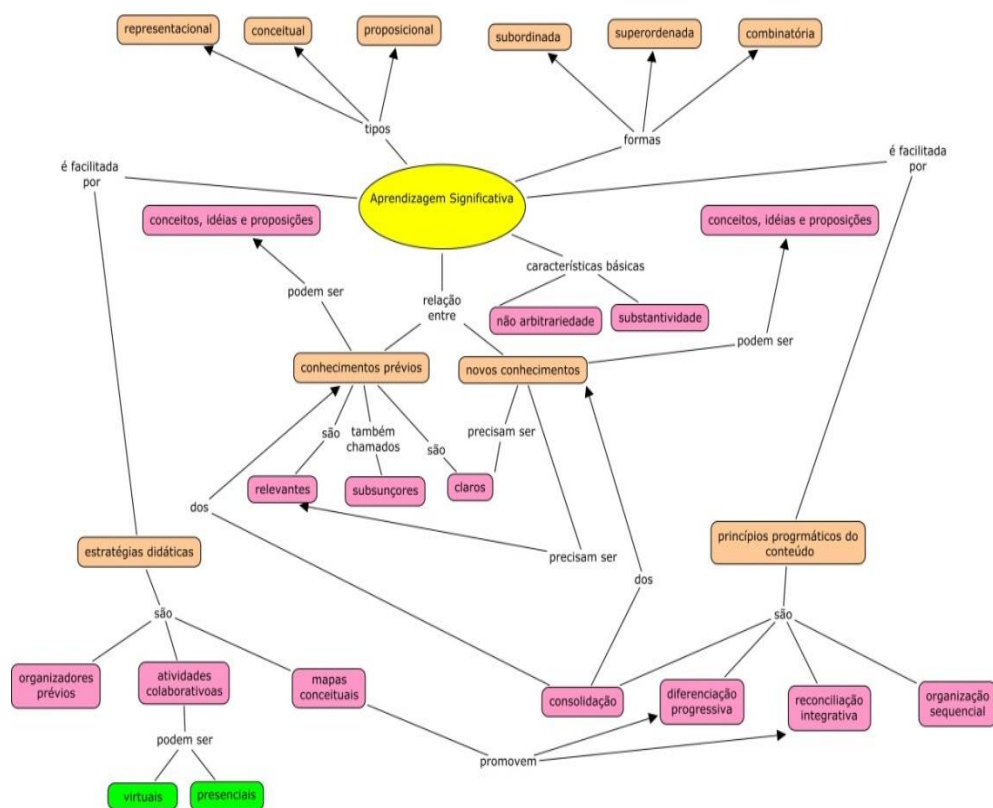 representacional
conceitual
proposicional
subordinada
superordenada
combinatória
tipos
formas
é facilitada
por
é facilitada
por
Aprendizagem Significativa
conceitos, idéias e proposições
conceitos, idéias e proposições
características básicas
podem ser
relação
entre
não arbitrariedade
substantividade
podem ser
conhecimentos prévios
novos conhecimentos
são
também
chamados
são
precisam ser
relevantes
subsunçores
claros
dos
precisam ser
estratégias didáticas
princípios progrmáticos do
conteúdo
dos
são
são
organizadores
prévios
atividades
colaborativoas
mapas
conceituais
consolidação
diferenciação
progressiva
reconciliação
integrativa
organização
sequencial
podem ser
promovem
virtuais
presenciais